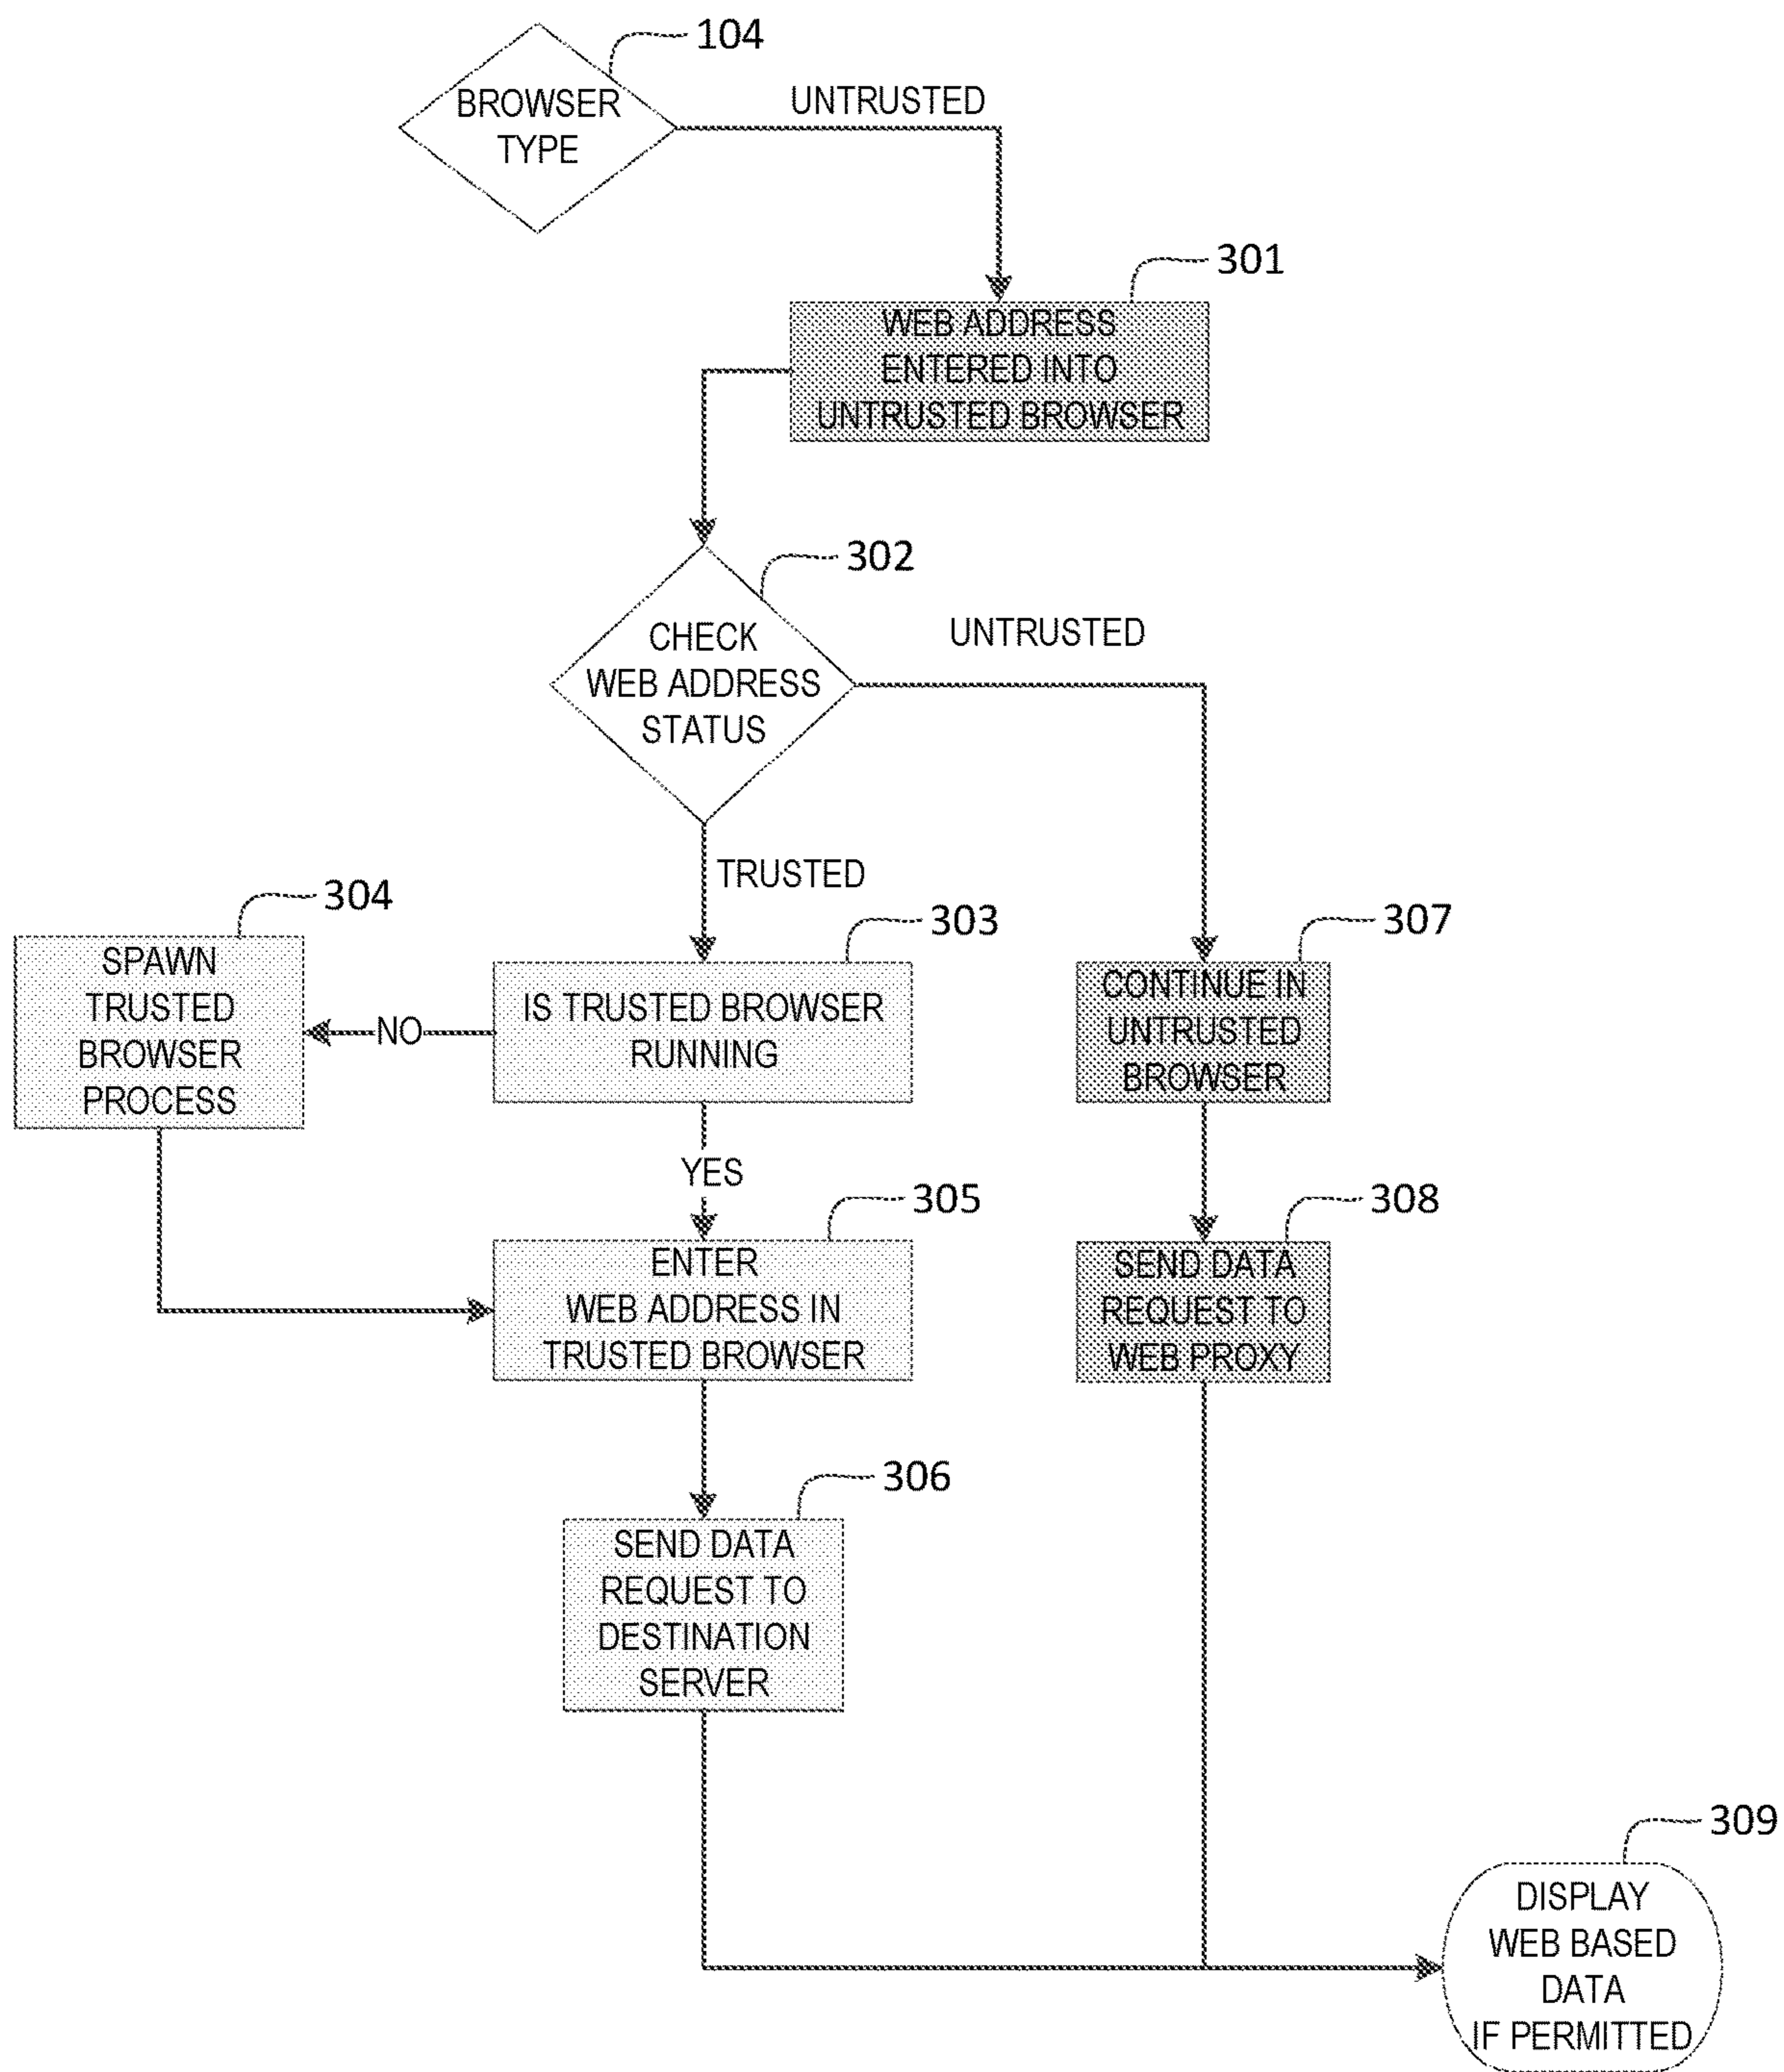 104
BROWSER
TYPE
UNTRUSTED
301
WEB ADDRESS
ENTERED INTO
UNTRUSTED BROWSER
302
CHECK
WEB ADDRESS
STATUS
UNTRUSTED
TRUSTED
304
SPAWN
TRUSTED
BROWSER
PROCESS
NO
303
IS TRUSTED BROWSER
RUNNING
307
CONTINUE IN
UNTRUSTED
BROWSER
YES
305
ENTER
WEB ADDRESS IN
TRUSTED BROWSER
308
SEND DATA
REQUEST TO
WEB PROXY
306
SEND DATA
REQUEST TO
DESTINATION
SERVER
309
DISPLAY
WEB BASED
DATA
IF PERMITTED